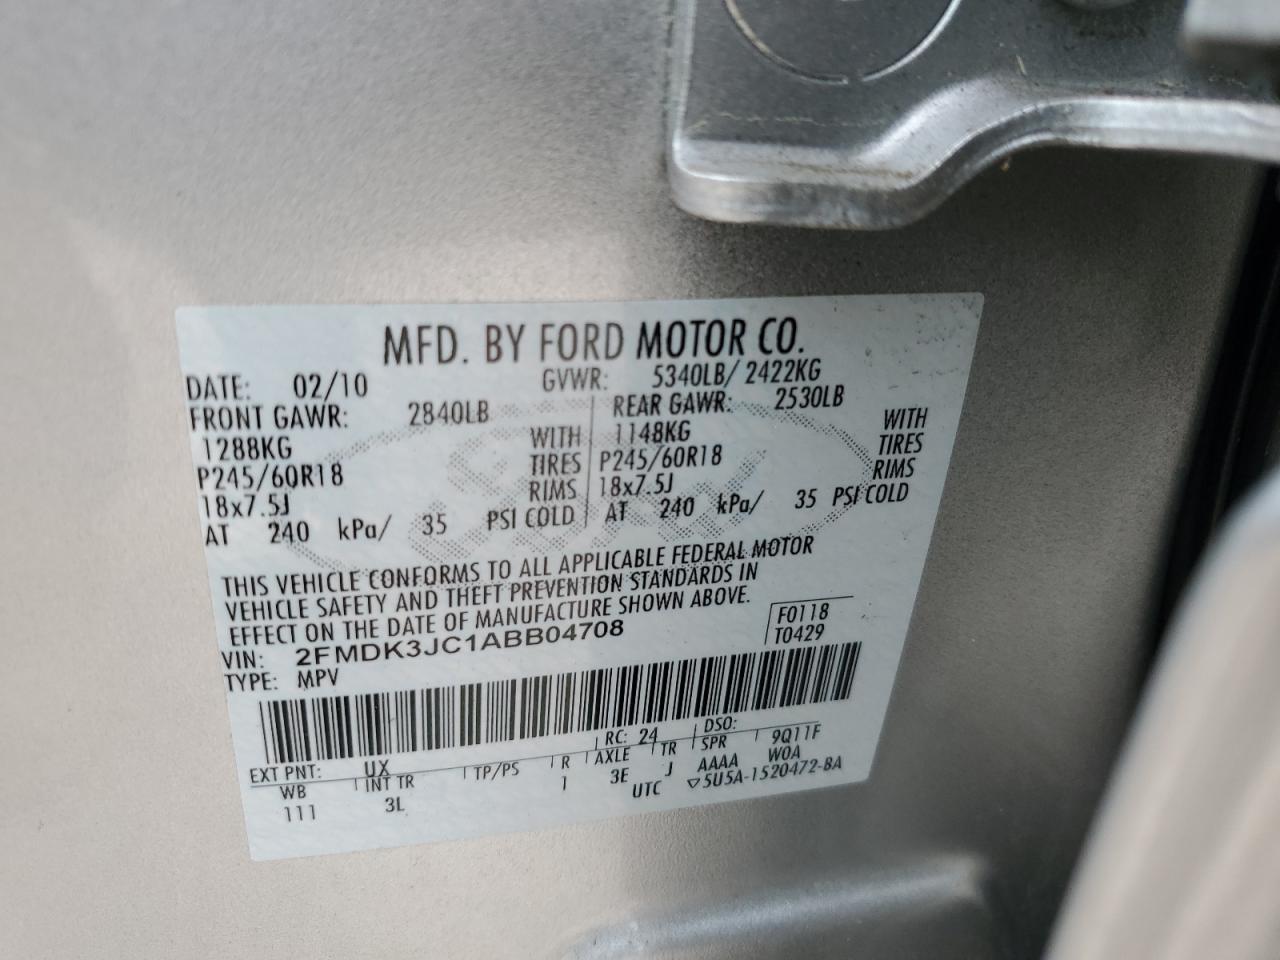 MFD. BY FORD MOTOR CO.
DATE: 02/10 GVWR: 5340LB/ 2422KG
FRONT GAWR: 2840LB REAR GAWR: 2530LB
1288KG WITH 1148KG WITH
P245/60R18 TIRES P245/60R18 TIRES
18x7.5J RIMS 18x7.5J RIMS
AT 240 kPa/ 35 PSI COLD AT 240 kPa/ 35 PSI COLD
THIS VEHICLE CONFORMS TO ALL APPLICABLE FEDERAL MOTOR
VEHICLE SAFETY AND THEFT PREVENTION STANDARDS IN
EFFECT ON THE DATE OF MANUFACTURE SHOWN ABOVE.
F0118
VIN: 2FMDK3JC1ABB04708 T0429
TYPE: MPV
EXT PNT: UX RC: 24 DSO: 9Q11F
WB INT TR TP/PS R AXLE TR SPR W0A
111 3L 1 3E J AAAA
UTC ▽5U5A-1520472-BA